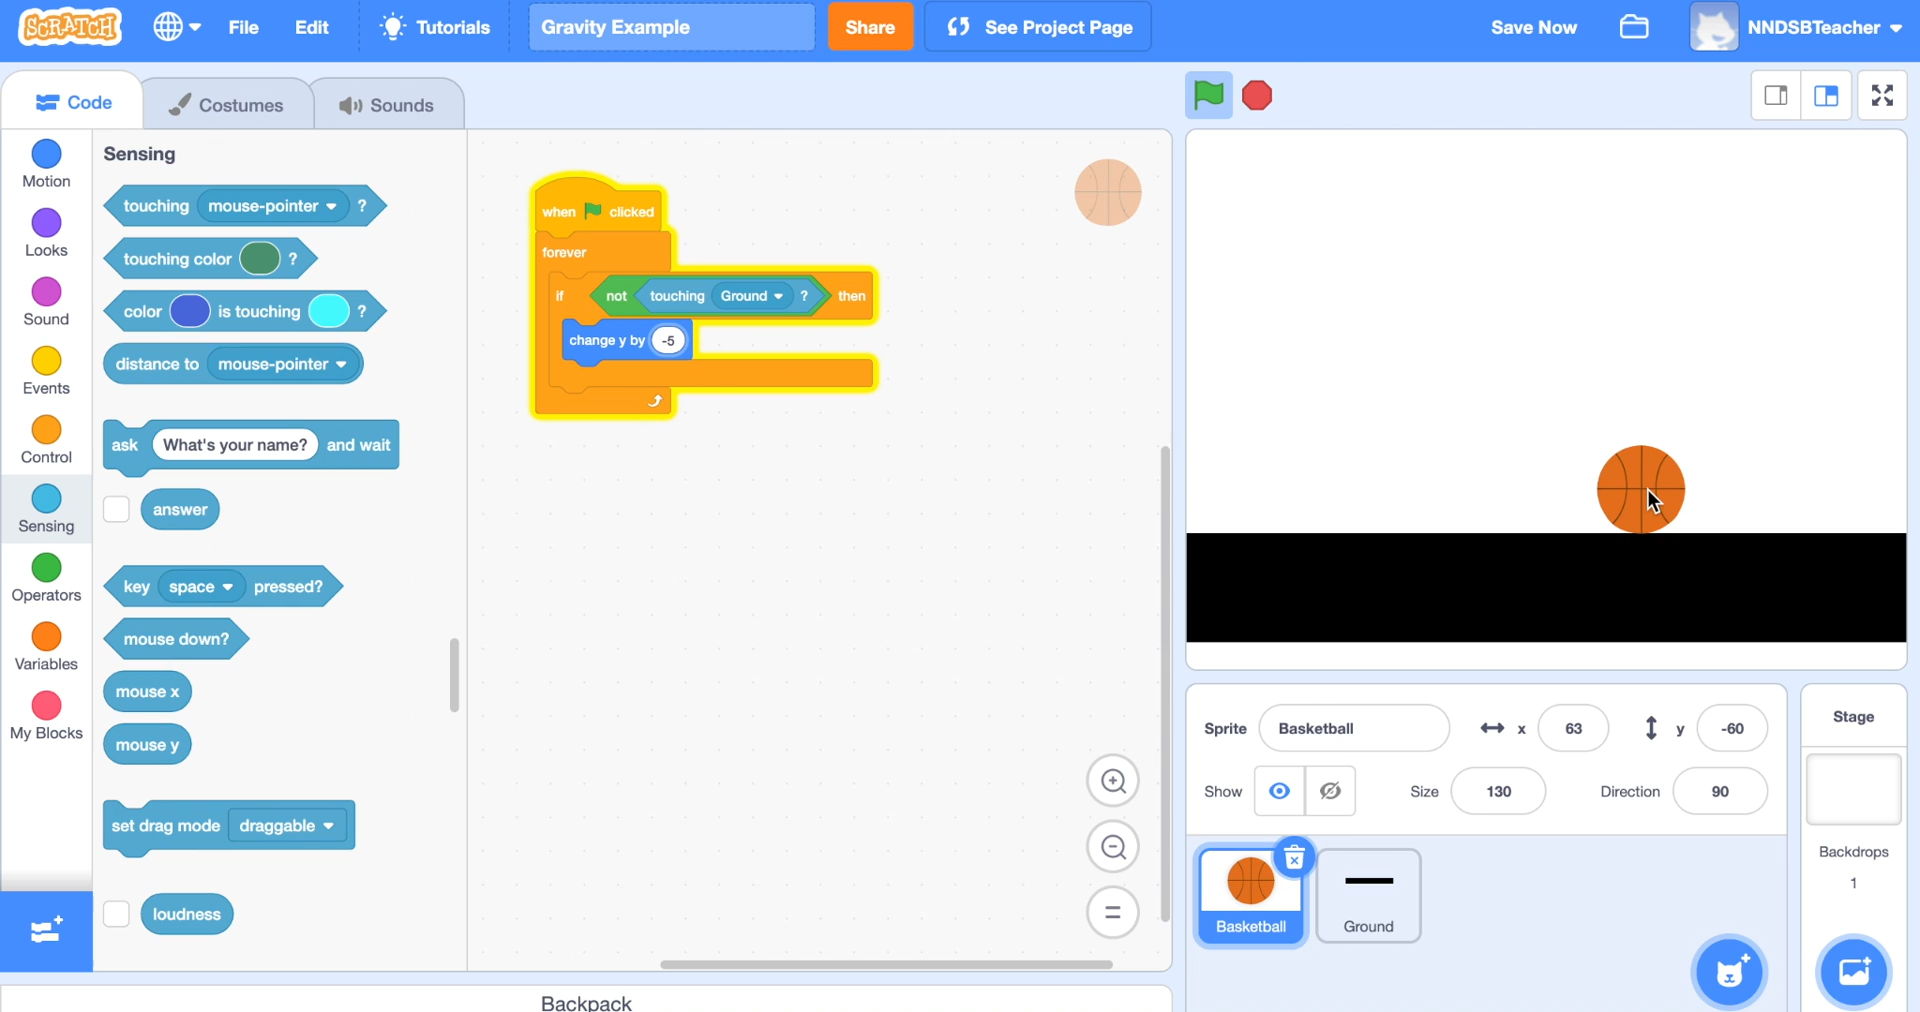 SCRATCH File Edit Tutorials Gravity Example Share See Project Page Save Now NNDSBTeacher
Code Costumes Sounds
Motion
Looks
Sound
Events
Control
Sensing
Operators
Variables
My Blocks
Sensing
touching mouse-pointer ?
touching color ?
color is touching ?
distance to mouse-pointer
ask What's your name? and wait
answer
key space pressed?
mouse down?
mouse x
mouse y
set drag mode draggable
loudness
when clicked
forever
if not touching Ground ? then
change y by -5
Backpack
Sprite Basketball x 63 y -60
Show Size 130 Direction 90
Basketball Ground
Stage
Backdrops
1